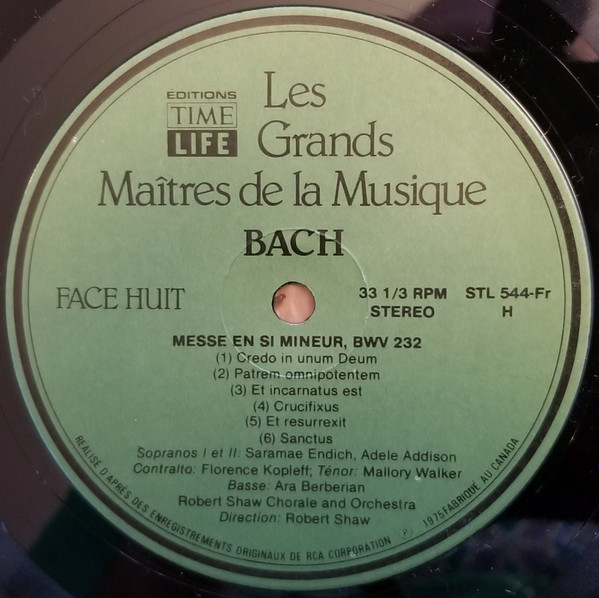 EDITIONS
TIME
LIFE
Les
Grands
Maîtres de la Musique
BACH
FACE HUIT
33 1/3 RPM
STEREO
STL 544-Fr
H
MESSE EN SI MINEUR, BWV 232
(1) Credo in unum Deum
(2) Patrem omnipotentem
(3) Et incarnatus est
(4) Crucifixus
(5) Et resurrexit
(6) Sanctus
Sopranos I et II: Saramae Endich, Adele Addison
Contralto: Florence Kopleff; Ténor: Mallory Walker
Basse: Ara Berberian
Robert Shaw Chorale and Orchestra
Direction: Robert Shaw
RÉALISÉ D'APRÈS DES ENREGISTREMENTS ORIGINAUX DE RCA CORPORATION ℗ 1975 FABRIQUÉ AU CANADA